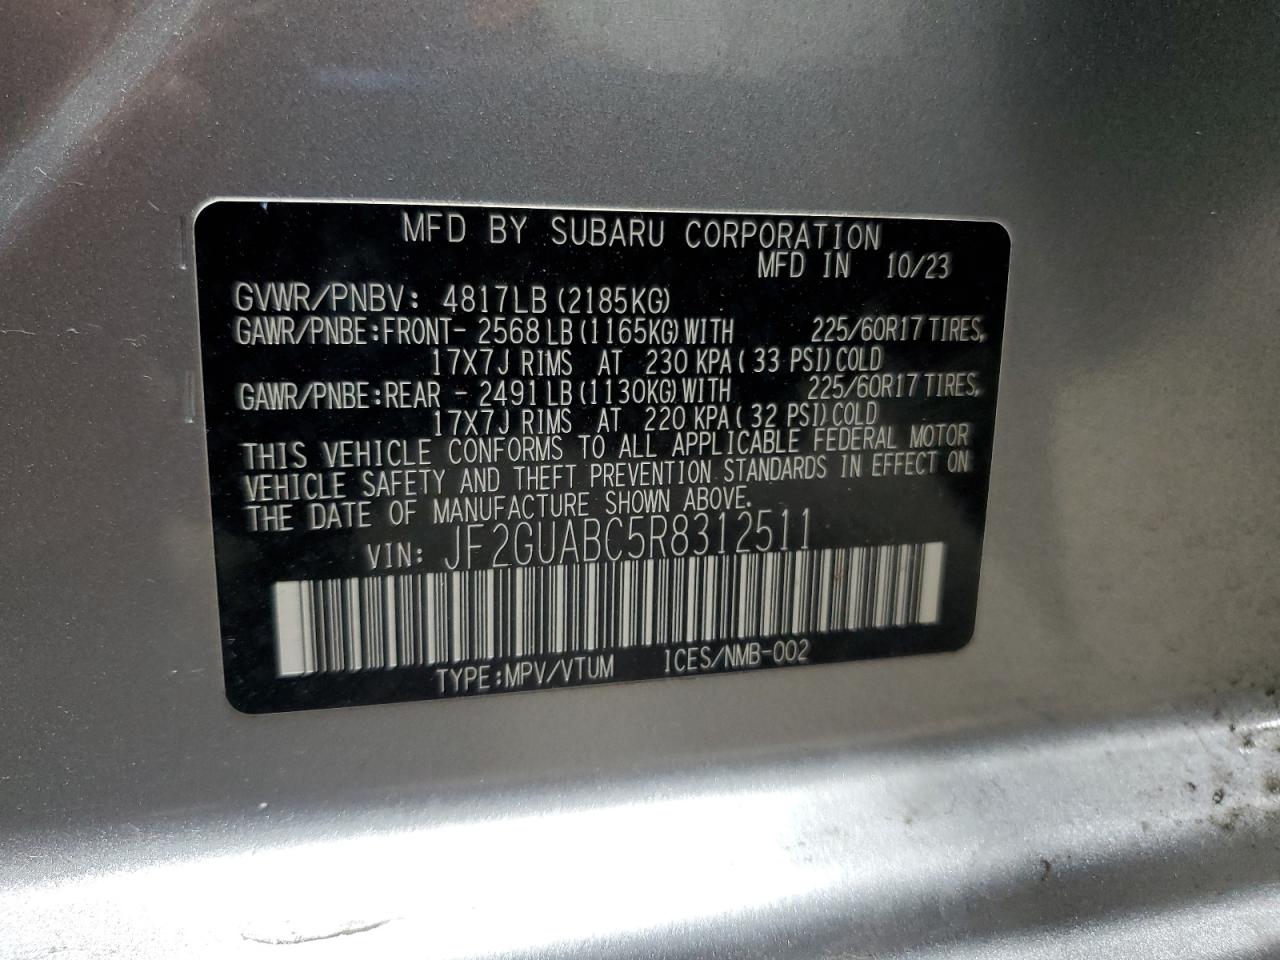 MFD BY SUBARU CORPORATION
MFD IN 10/23
GVWR/PNBV: 4817LB (2185KG)
GAWR/PNBE:FRONT- 2568LB (1165KG) WITH 225/60R17 TIRES,
17X7J RIMS AT 230 KPA( 33 PSI)COLD
GAWR/PNBE:REAR - 2491LB (1130KG) WITH 225/60R17 TIRES,
17X7J RIMS AT 220 KPA( 32 PSI)COLD
THIS VEHICLE CONFORMS TO ALL APPLICABLE FEDERAL MOTOR
VEHICLE SAFETY AND THEFT PREVENTION STANDARDS IN EFFECT ON
THE DATE OF MANUFACTURE SHOWN ABOVE.
VIN: JF2GUABC5R8312511
TYPE:MPV/VTUM ICES/NMB-002